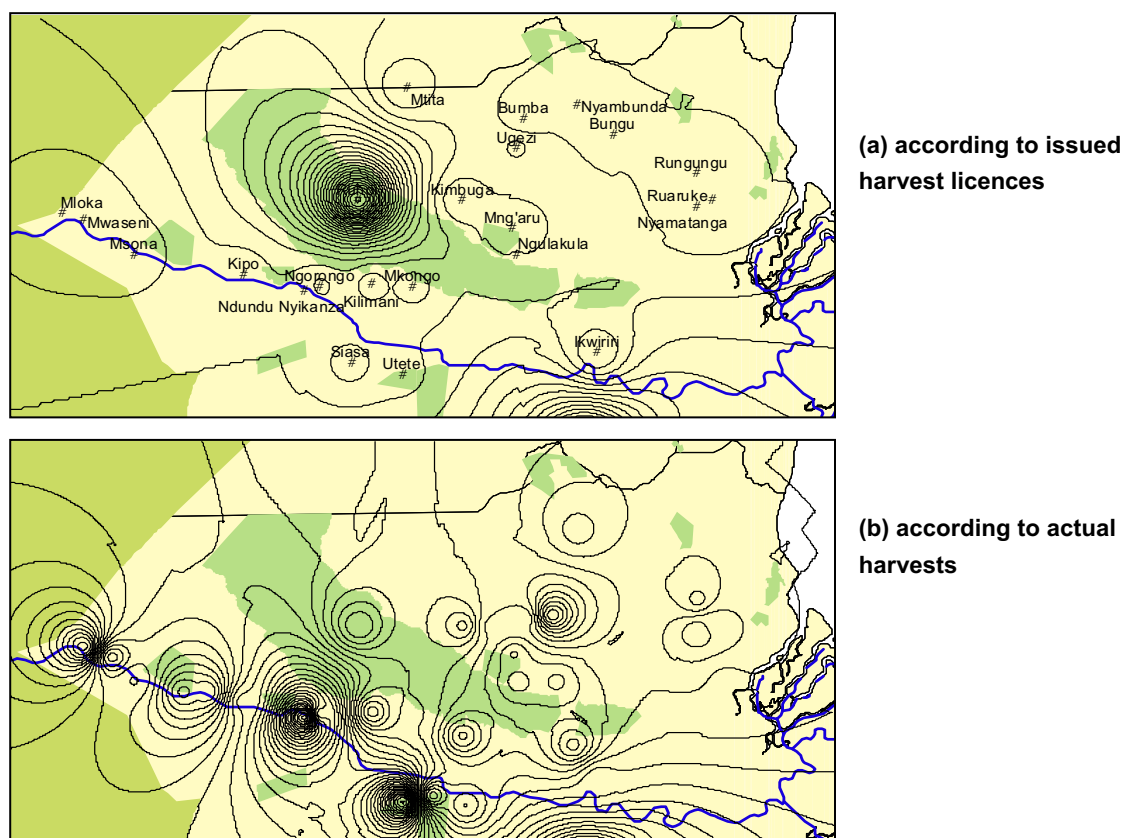 Mtita
Bumba
Nyambunda
Bungu
Ugezi
Rungungu
Kimbuga
Ruaruke
Mloka
Mwaseni
Mng'aru
Nyamatanga
Msona
Ngulakula
Kipo
Ngorongo
Mkongo
Kilimani
Ndundu Nyikanza
Siasa
Utete
Ikwiriri
(a) according to issued
harvest licences
(b) according to actual
harvests